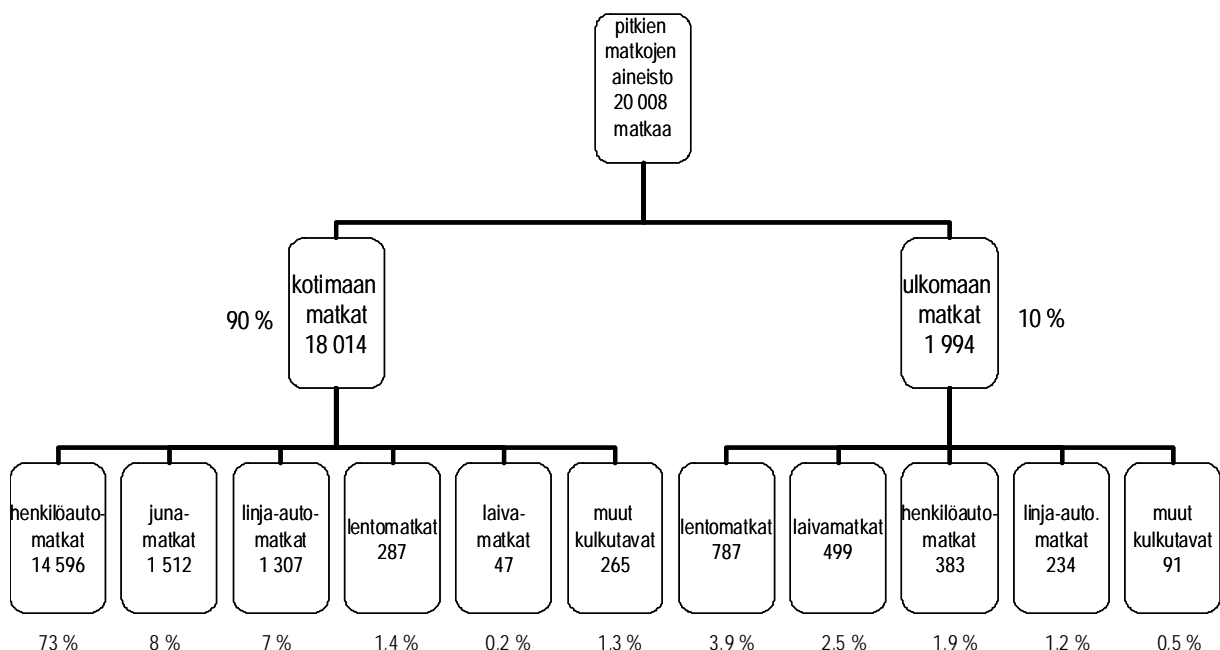 pitkien
matkojen
aineisto
20 008
matkaa
kotimaan
matkat
18 014
90 %
ulkomaan
matkat
1 994
10 %
henkilöauto-
matkat
14 596
juna-
matkat
1 512
linja-auto-
matkat
1 307
lentomatkat
287
laiva-
matkat
47
muut
kulkutavat
265
lentomatkat
787
laivamatkat
499
henkilöauto-
matkat
383
linja-auto.
matkat
234
muut
kulkutavat
91
73 %
8 %
7 %
1.4 %
0.2 %
1.3 %
3.9 %
2.5 %
1.9 %
1.2 %
0.5 %